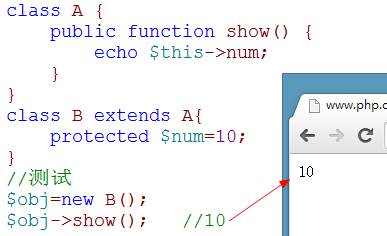 class A {
    public function show() {
        echo $this->num;
    }
}
class B extends A{
    protected $num=10;
}
//测试
$obj=new B();
$obj->show();    //10
www.php.c
10